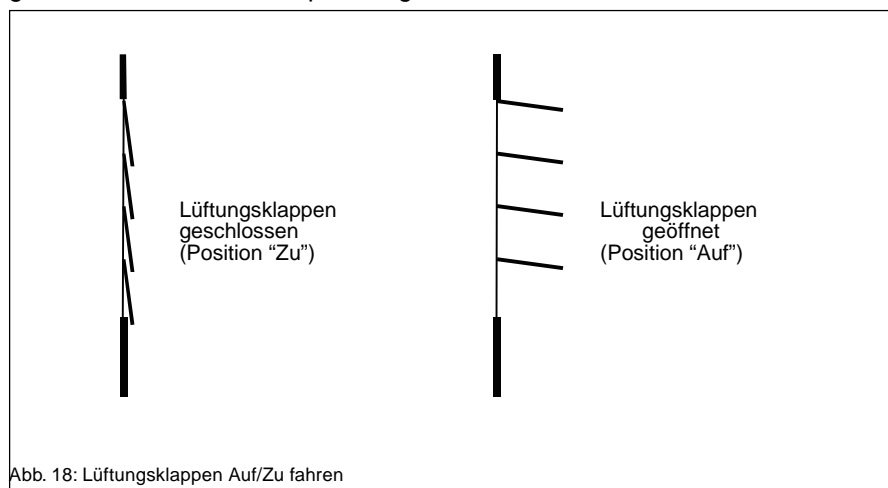 Lüftungsklappen
geschlossen
(Position “Zu”)
Lüftungsklappen
geöffnet
(Position “Auf”)
Abb. 18: Lüftungsklappen Auf/Zu fahren